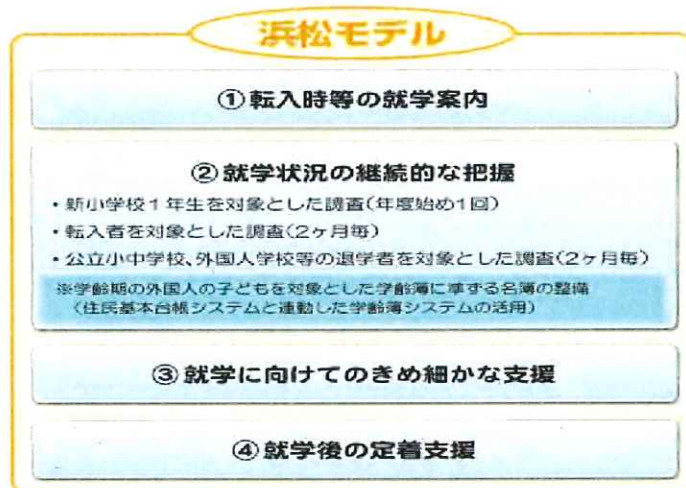 浜松モデル
①転入時等の就学案内
②就学状況の継続的な把握
・新小学校1年生を対象とした調査(年度始め1回)
・転入者を対象とした調査(2ヶ月毎)
・公立小中学校、外国人学校等の退学者を対象とした調査(2ヶ月毎)
※学齢期の外国人の子どもを対象とした学齢簿に準ずる名簿の整備
(住民基本台帳システムと連動した学齢簿システムの活用)
③就学に向けてのきめ細かな支援
④就学後の定着支援